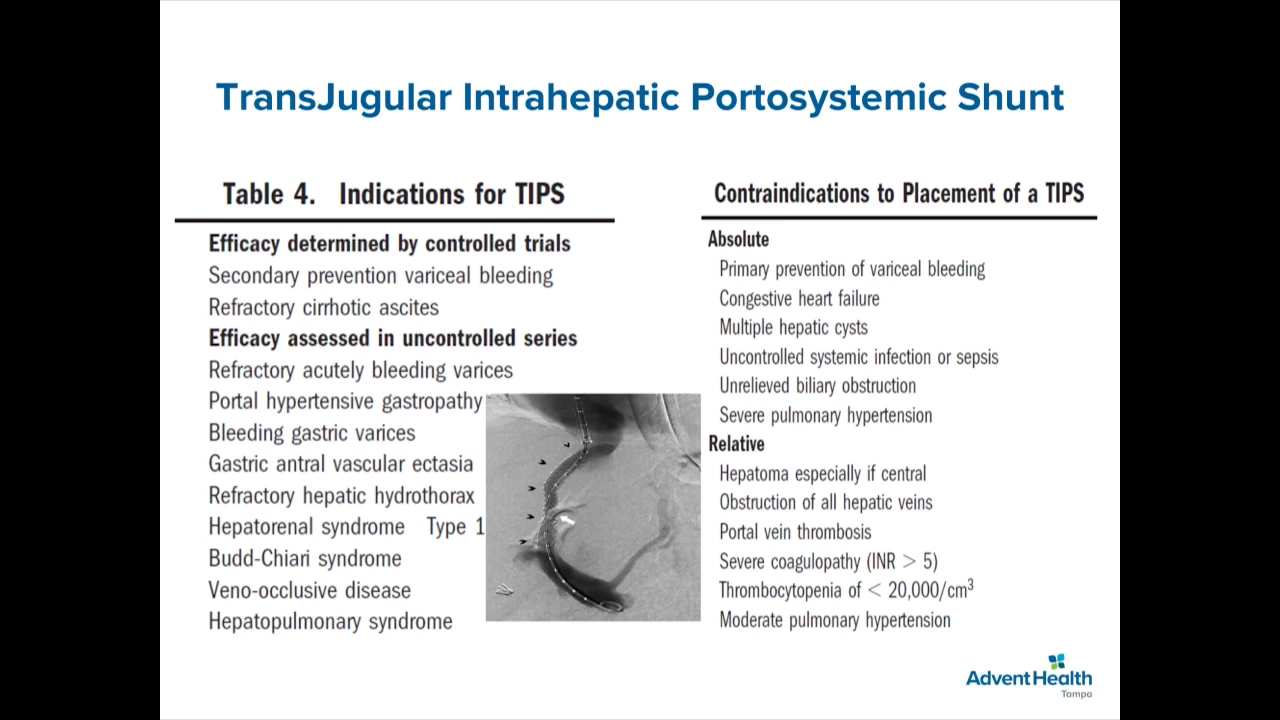 TransJugular Intrahepatic Portosystemic Shunt
Table 4. Indications for TIPS
Efficacy determined by controlled trials
Secondary prevention variceal bleeding
Refractory cirrhotic ascites
Efficacy assessed in uncontrolled series
Refractory acutely bleeding varices
Portal hypertensive gastropathy
Bleeding gastric varices
Gastric antral vascular ectasia
Refractory hepatic hydrothorax
Hepatorenal syndrome Type 1
Budd-Chiari syndrome
Veno-occlusive disease
Hepatopulmonary syndrome
Contraindications to Placement of a TIPS
Absolute
Primary prevention of variceal bleeding
Congestive heart failure
Multiple hepatic cysts
Uncontrolled systemic infection or sepsis
Unrelieved biliary obstruction
Severe pulmonary hypertension
Relative
Hepatoma especially if central
Obstruction of all hepatic veins
Portal vein thrombosis
Severe coagulopathy (INR > 5)
Thrombocytopenia of < 20,000/cm³
Moderate pulmonary hypertension
Advent Health
Tampa